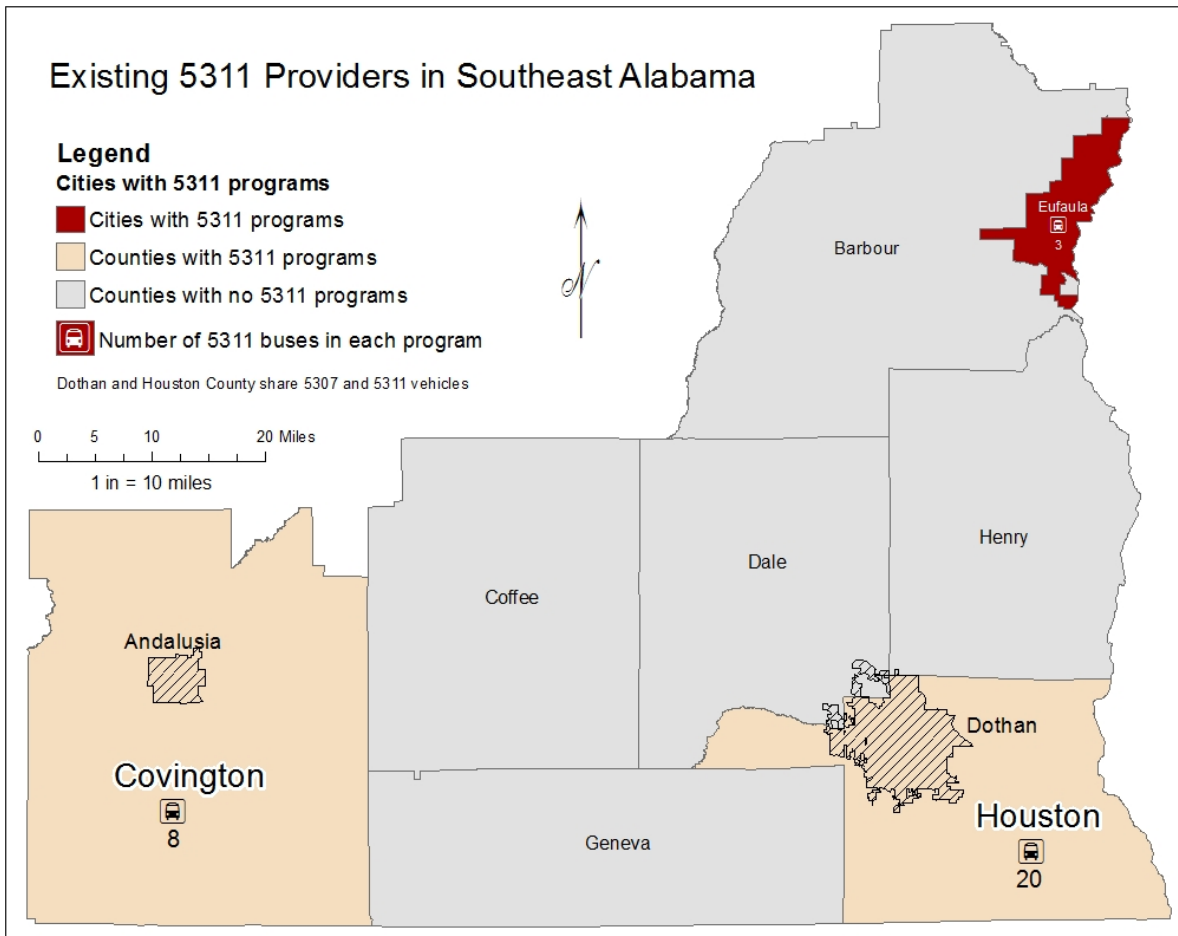 Existing 5311 Providers in Southeast Alabama
Legend
Cities with 5311 programs
Cities with 5311 programs
Counties with 5311 programs
Counties with no 5311 programs
Number of 5311 buses in each program
Dothan and Houston County share 5307 and 5311 vehicles
0 5 10 20 Miles
1 in = 10 miles
N
Eufaula
3
Barbour
Henry
Dale
Coffee
Andalusia
Covington
8
Dothan
Houston
20
Geneva